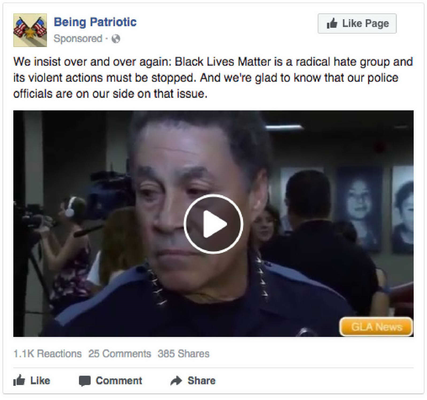 Being Patriotic
Like Page
Sponsored ·
We insist over and over again: Black Lives Matter is a radical hate group and
its violent actions must be stopped. And we're glad to know that our police
officials are on our side on that issue.
GLA News
1.1K Reactions 25 Comments 385 Shares
Like Comment Share